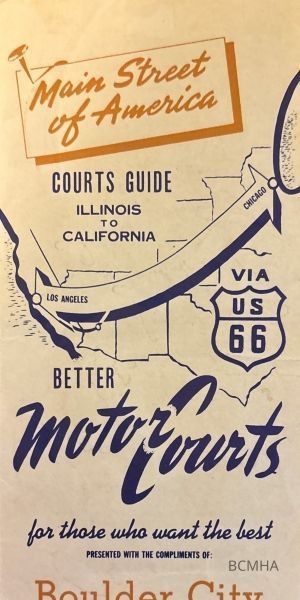 Main Street
of America
COURTS GUIDE
ILLINOIS
TO
CALIFORNIA
CHICAGO
LOS ANGELES
VIA
US
66
BETTER
Motor Courts
for those who want the best
PRESENTED WITH THE COMPLIMENTS OF:
BCMHA
Boulder City